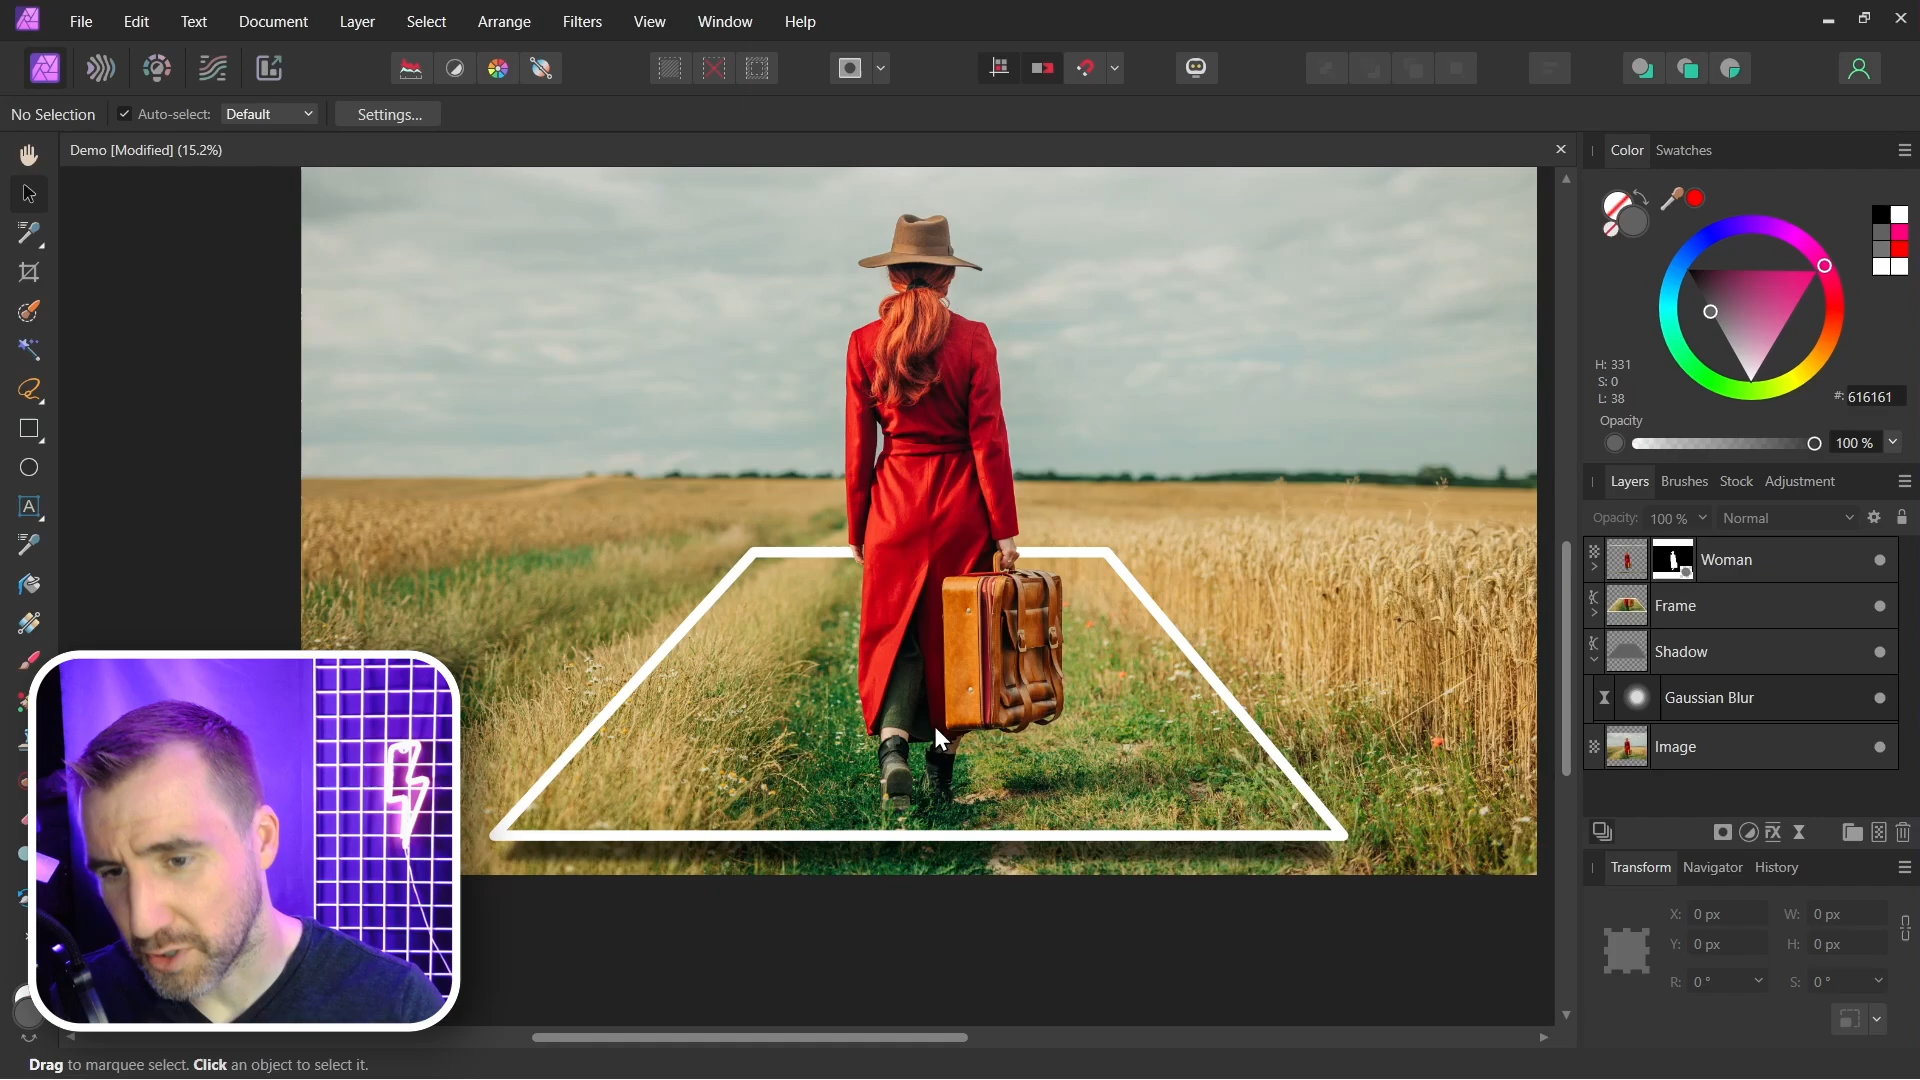 File Edit Text Document Layer Select Arrange Filters View Window Help
No Selection Auto-select: Default Settings...
Demo [Modified] (15.2%)
Color Swatches
H: 331
S: 0
L: 38
#: 616161
Opacity
100 %
Layers Brushes Stock Adjustment
Opacity: 100 % Normal
Woman
Frame
Shadow
Gaussian Blur
Image
Transform Navigator History
X: 0 px W: 0 px
Y: 0 px H: 0 px
R: 0 ° S: 0 °
Drag to marquee select. Click an object to select it.